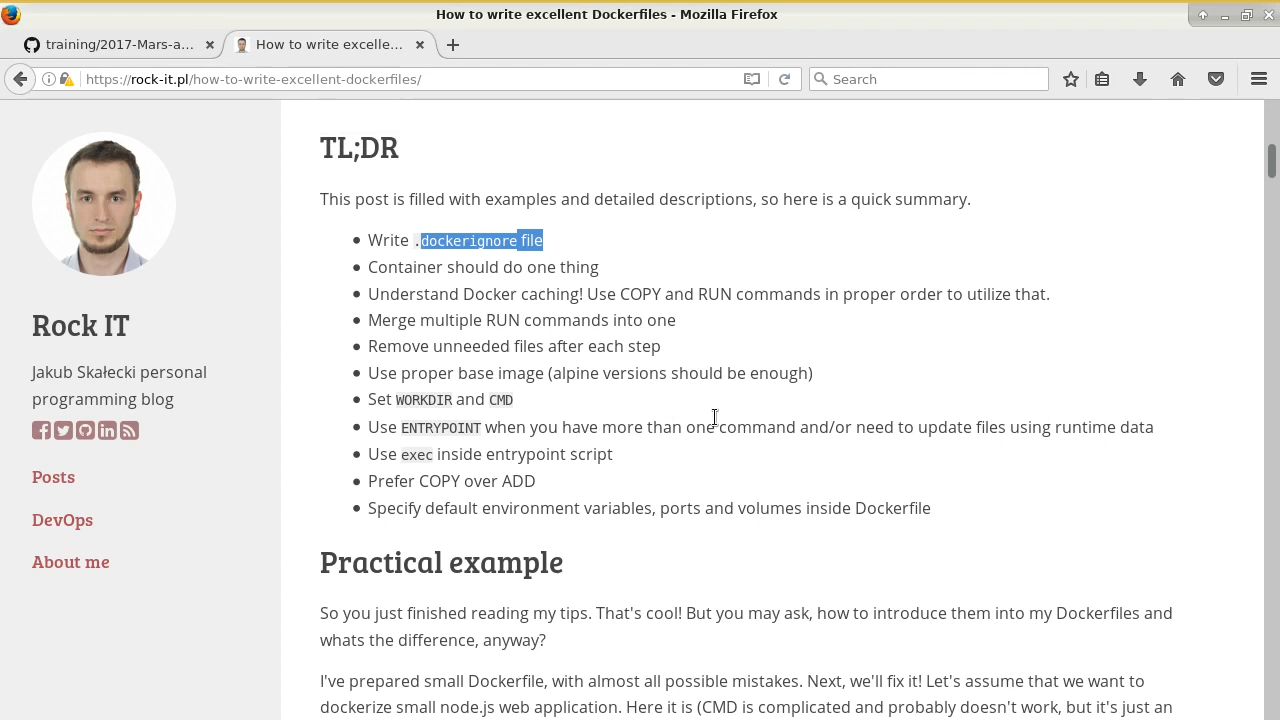 How to write excellent Dockerfiles - Mozilla Firefox
training/2017-Mars-a...
How to write excelle...
https://rock-it.pl/how-to-write-excellent-dockerfiles/
Search
Rock IT
Jakub Skałecki personal
programming blog
Posts
DevOps
About me
TL;DR
This post is filled with examples and detailed descriptions, so here is a quick summary.
Write .dockerignore file
Container should do one thing
Understand Docker caching! Use COPY and RUN commands in proper order to utilize that.
Merge multiple RUN commands into one
Remove unneeded files after each step
Use proper base image (alpine versions should be enough)
Set WORKDIR and CMD
Use ENTRYPOINT when you have more than one command and/or need to update files using runtime data
Use exec inside entrypoint script
Prefer COPY over ADD
Specify default environment variables, ports and volumes inside Dockerfile
Practical example
So you just finished reading my tips. That's cool! But you may ask, how to introduce them into my Dockerfiles and
whats the difference, anyway?
I've prepared small Dockerfile, with almost all possible mistakes. Next, we'll fix it! Let's assume that we want to
dockerize small node.js web application. Here it is (CMD is complicated and probably doesn't work, but it's just an